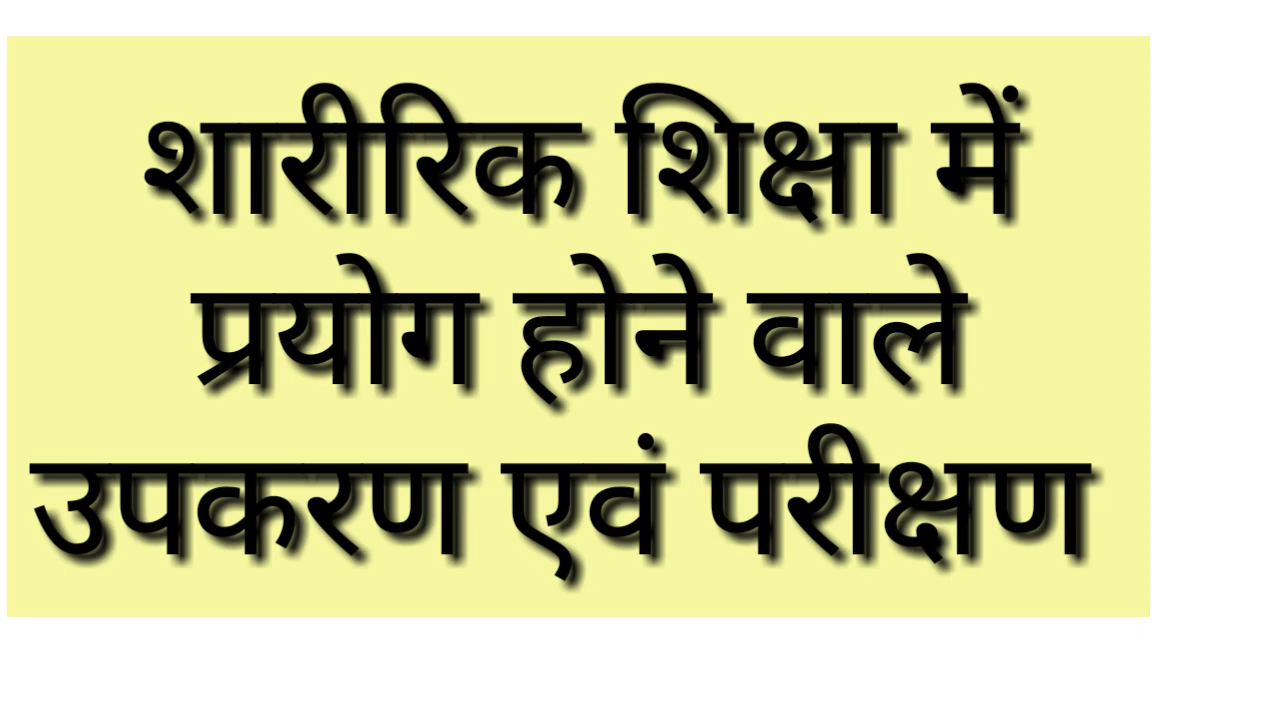 शारीरिक शिक्षा में
प्रयोग होने वाले
उपकरण एवं परीक्षण